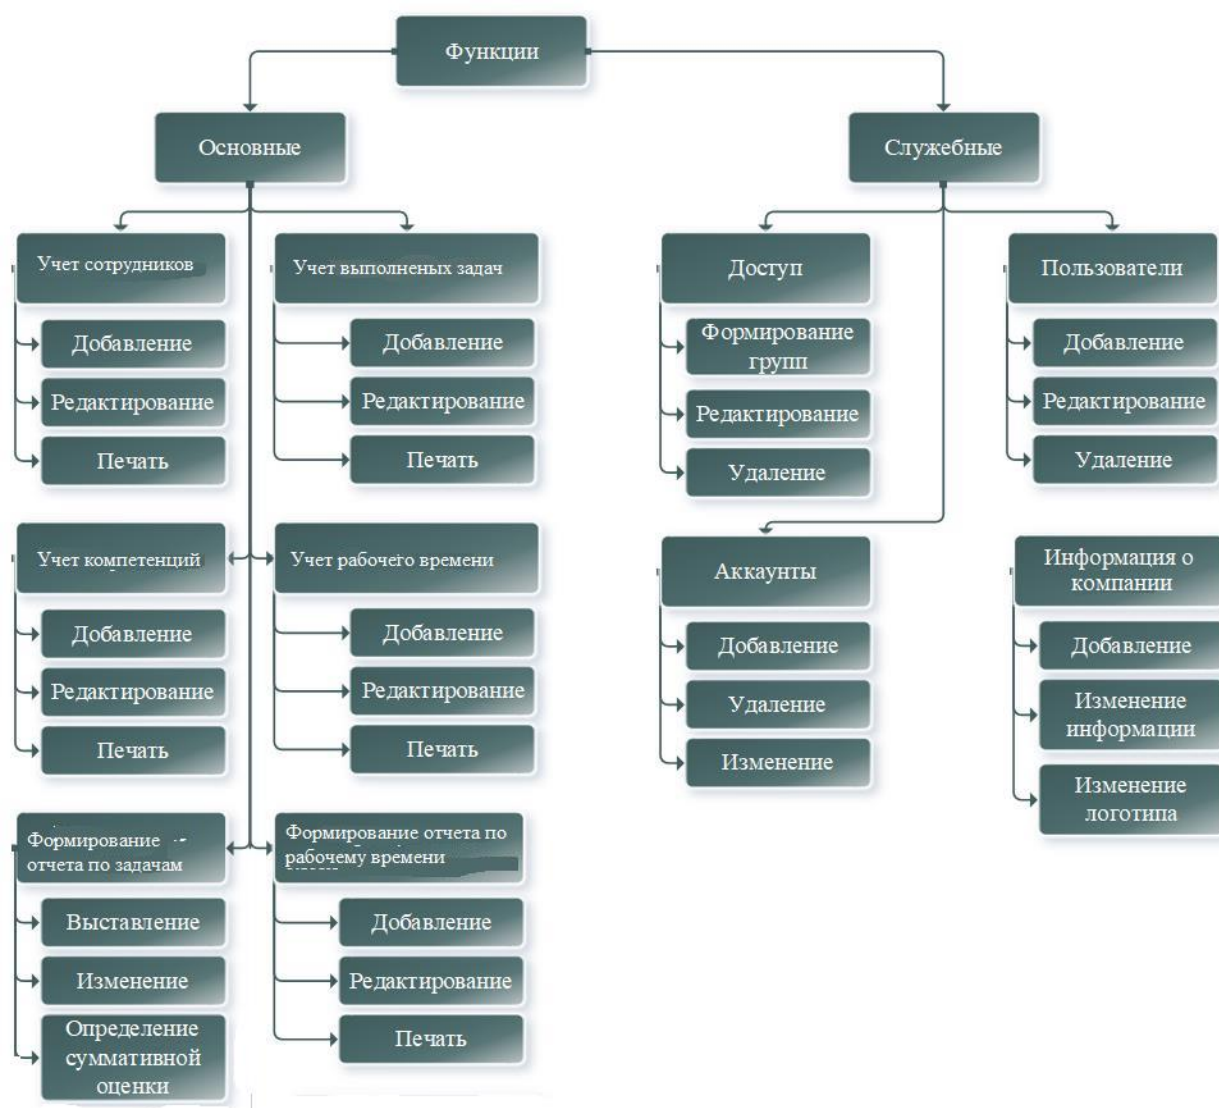 Функции
Основные
Служебные
Учет сотрудников
Добавление
Редактирование
Печать
Учет выполненых задач
Добавление
Редактирование
Печать
Доступ
Формирование
групп
Редактирование
Удаление
Пользователи
Добавление
Редактирование
Удаление
Учет компетенций
Добавление
Редактирование
Печать
Учет рабочего времени
Добавление
Редактирование
Печать
Аккаунты
Добавление
Удаление
Изменение
Информация о
компании
Добавление
Изменение
информации
Изменение
логотипа
Формирование
отчета по задачам
Выставление
Изменение
Определение
суммативной
оценки
Формирование отчета по
рабочему времени
Добавление
Редактирование
Печать